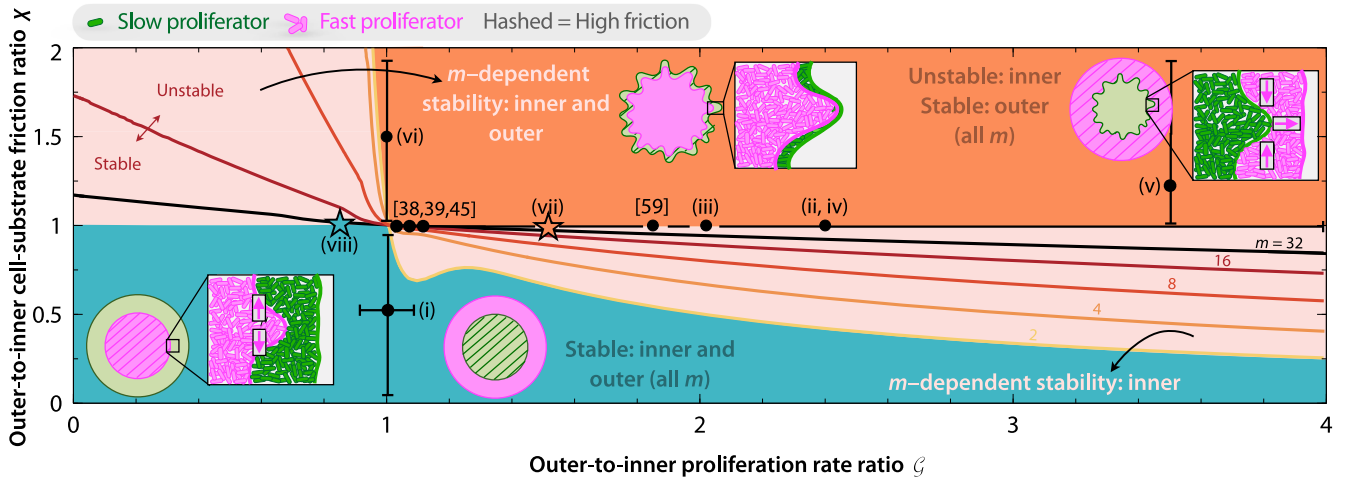 Slow proliferator Fast proliferator Hashed = High friction
Outer-to-inner cell-substrate friction ratio X
2
1.5
1
0.5
0
Unstable
Stable
m-dependent
stability: inner and
outer
Unstable: inner
Stable: outer
(all m)
(vi)
(v)
[38,39,45]
(vii)
[59]
(iii)
(ii, iv)
(viii)
m = 32
16
8
4
2
(i)
Stable: inner and
outer (all m)
m-dependent stability: inner
0
1
2
3
4
Outer-to-inner proliferation rate ratio 𝒢